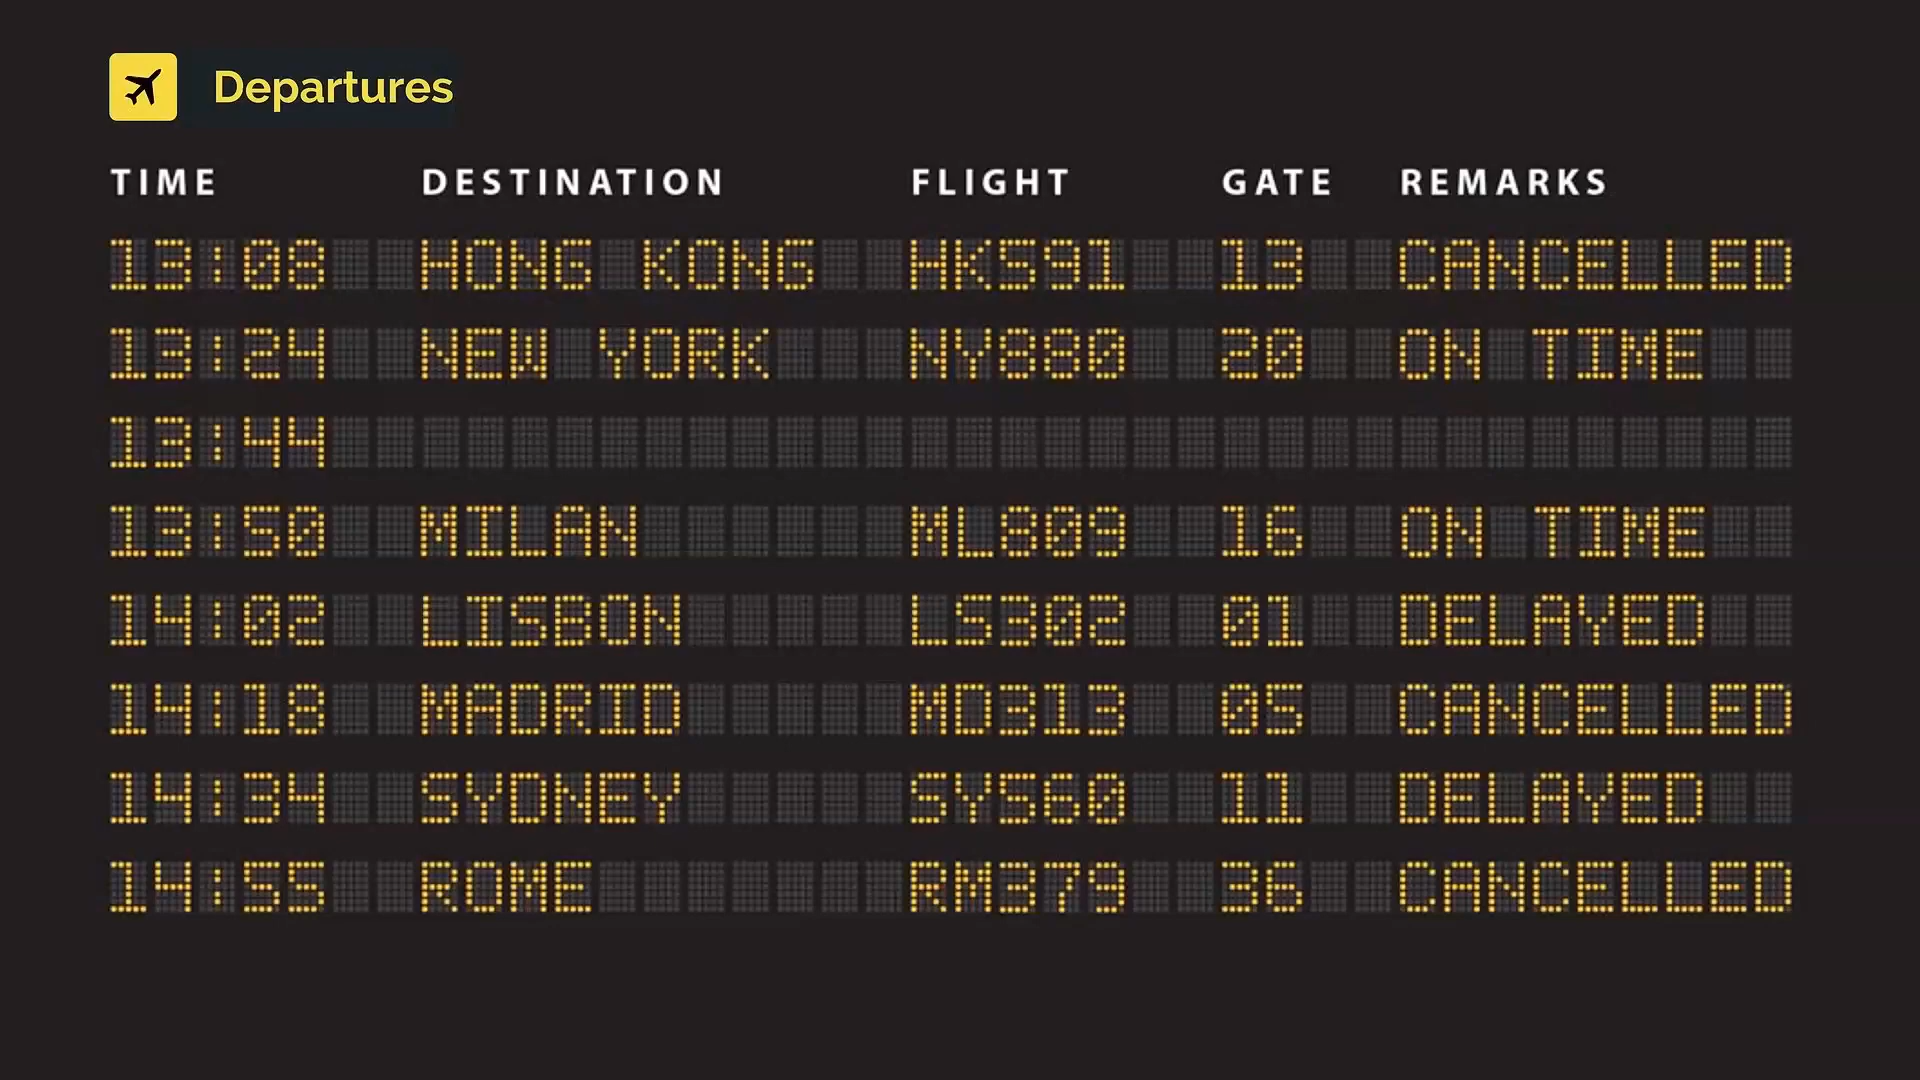 Departures
TIME DESTINATION FLIGHT GATE REMARKS
13:08 HONG KONG HK591 13 CANCELLED
13:24 NEW YORK NY880 20 ON TIME
13:44
13:50 MILAN ML809 16 ON TIME
14:02 LISBON LS302 01 DELAYED
14:18 MADRID MD313 05 CANCELLED
14:34 SYDNEY SY560 11 DELAYED
14:55 ROME RM379 36 CANCELLED